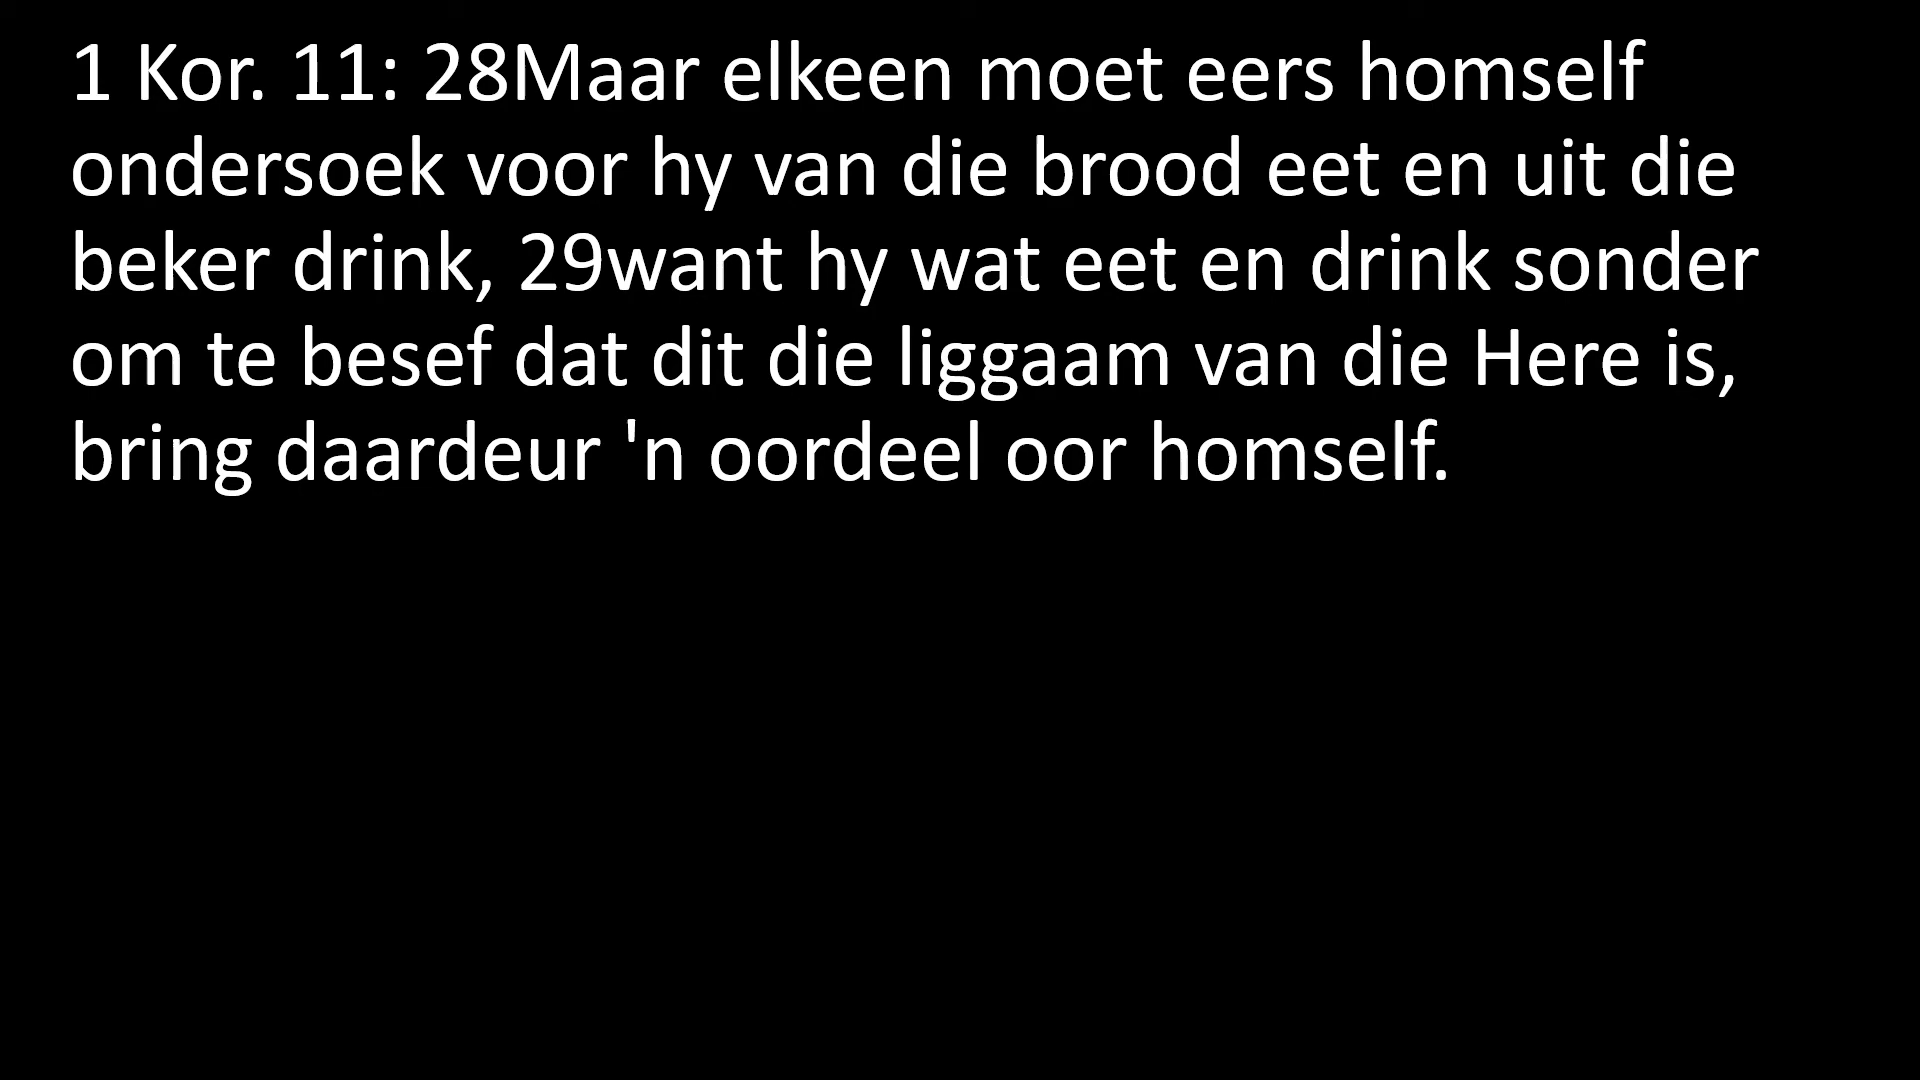 1 Kor. 11: 28Maar elkeen moet eers homself
ondersoek voor hy van die brood eet en uit die
beker drink, 29want hy wat eet en drink sonder
om te besef dat dit die liggaam van die Here is,
bring daardeur 'n oordeel oor homself.